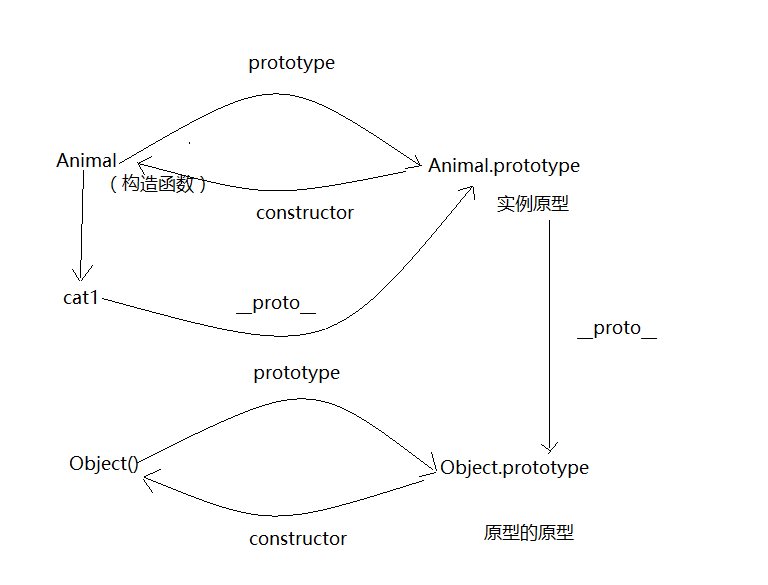 prototype
Animal
Animal.prototype
（构造函数）
实例原型
constructor
cat1
__proto__
__proto__
prototype
Object()
Object.prototype
原型的原型
constructor